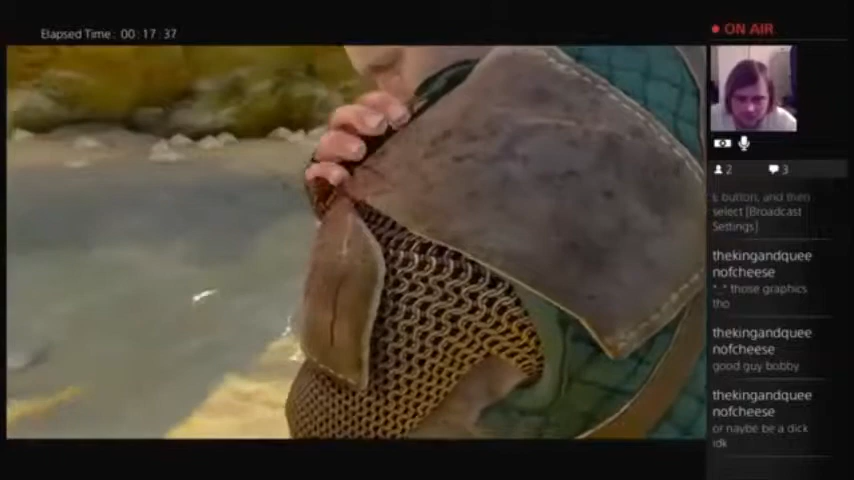 Elapsed Time: 00:17:37
ON AIR
2
3
s button, and then
select [Broadcast
Settings]
thekingandquee
nofcheese
"_" those graphics
tho
thekingandquee
nofcheese
good guy bobby
thekingandquee
nofcheese
or naybe be a dick
idk